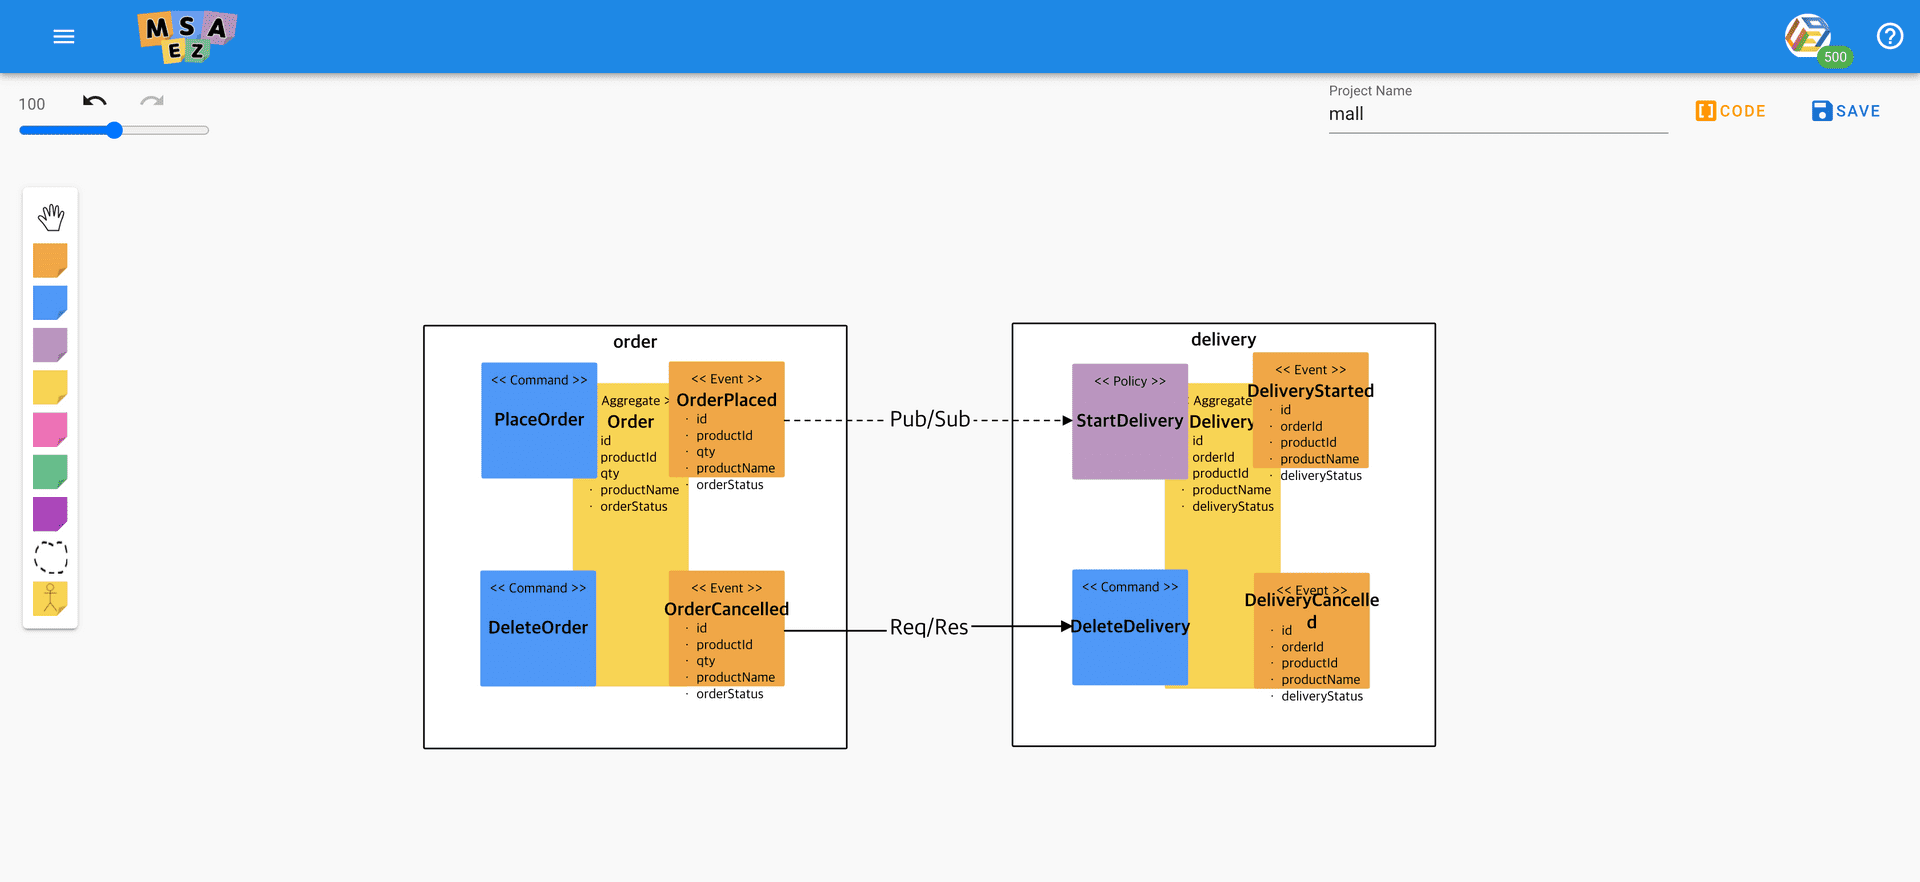 MSA
EZ
500
100
Project Name
mall
CODE
SAVE
order
<< Command >>
PlaceOrder
Aggregate >
Order
id
productId
qty
· productName
· orderStatus
<< Event >>
OrderPlaced
· id
· productId
· qty
· productName
· orderStatus
<< Command >>
DeleteOrder
<< Event >>
OrderCancelled
· id
· productId
· qty
· productName
· orderStatus
Pub/Sub
Req/Res
delivery
<< Policy >>
StartDelivery
Aggregate
Delivery
id
orderId
productId
· productName
· deliveryStatus
<< Event >>
DeliveryStarted
· id
· orderId
· productId
· productName
· deliveryStatus
<< Command >>
DeleteDelivery
<< Event >>
DeliveryCancelle
d
· id
· orderId
· productId
· productName
· deliveryStatus